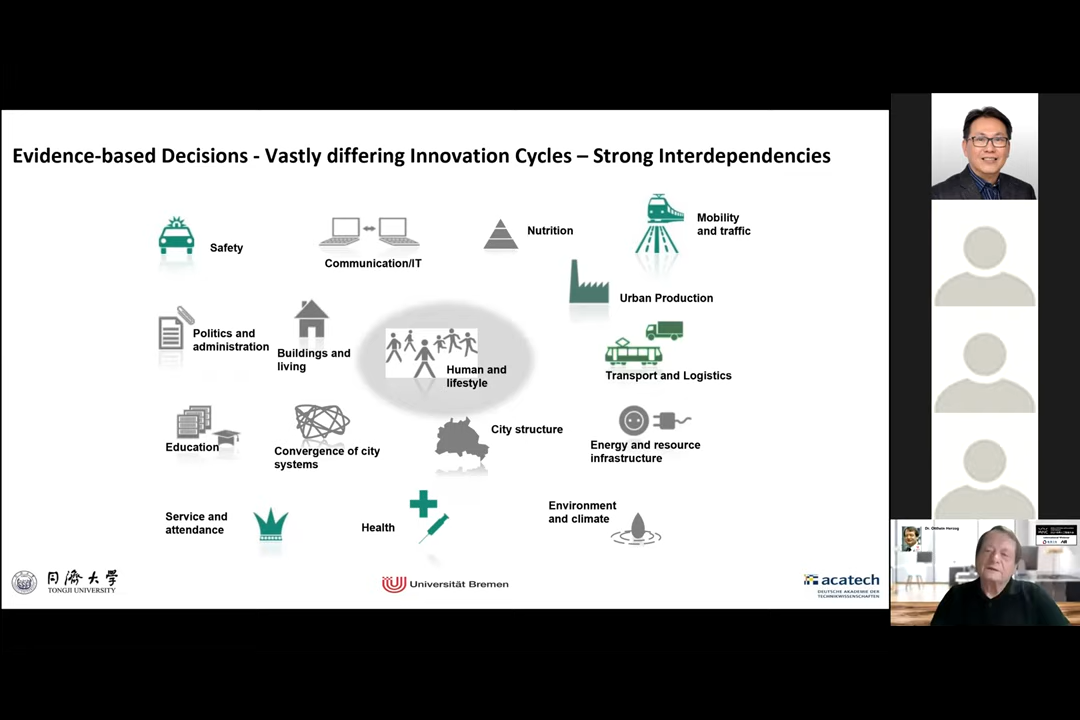 Evidence-based Decisions - Vastly differing Innovation Cycles – Strong Interdependencies
Safety
Communication/IT
Nutrition
Mobility
and traffic
Urban Production
Politics and
administration
Buildings and
living
Human and
lifestyle
Transport and Logistics
Education
Convergence of city
systems
City structure
Energy and resource
infrastructure
Service and
attendance
Health
Environment
and climate
同濟大學
TONGJI UNIVERSITY
Universität Bremen
acatech
DEUTSCHE AKADEMIE DER
TECHNIKWISSENSCHAFTEN
Dr. Otthein Herzog